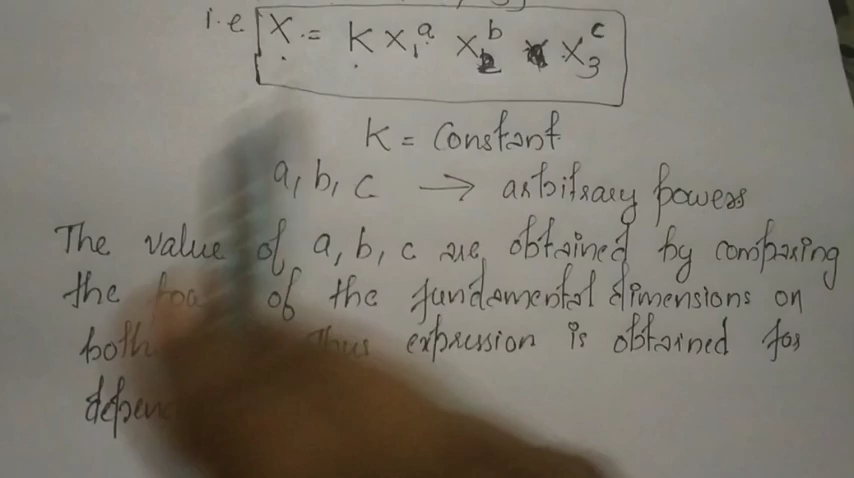 i.e X = K X₁ᵃ X₂ᵇ X₃ᶜ
K = Constant
a, b, c → arbitrary powers
The value of a, b, c are obtained by comparing
the of the fundamental dimensions on
both Thus expression is obtained for